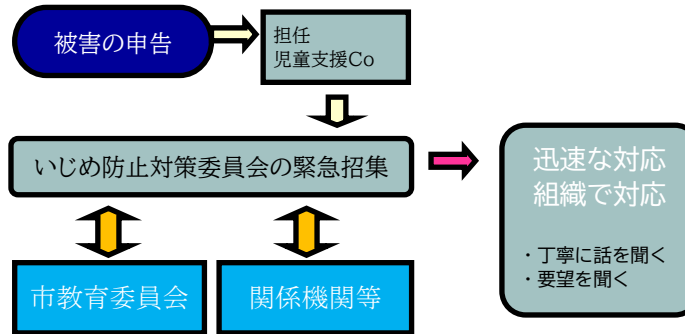 被害の申告
担任
児童支援Co
いじめ防止対策委員会の緊急招集
迅速な対応
組織で対応
・丁寧に話を聞く
・要望を聞く
市教育委員会
関係機関等